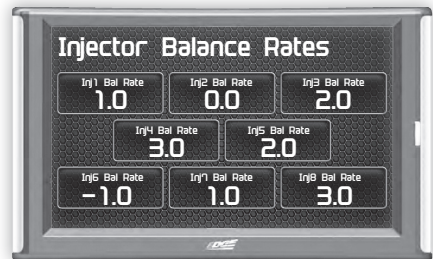 Injector Balance Rates
Inj1 Bal Rate Inj2 Bal Rate Inj3 Bal Rate
1.0 0.0 2.0
Inj4 Bal Rate Inj5 Bal Rate
3.0 2.0
Inj6 Bal Rate Inj7 Bal Rate Inj8 Bal Rate
-1.0 1.0 3.0
EDGE